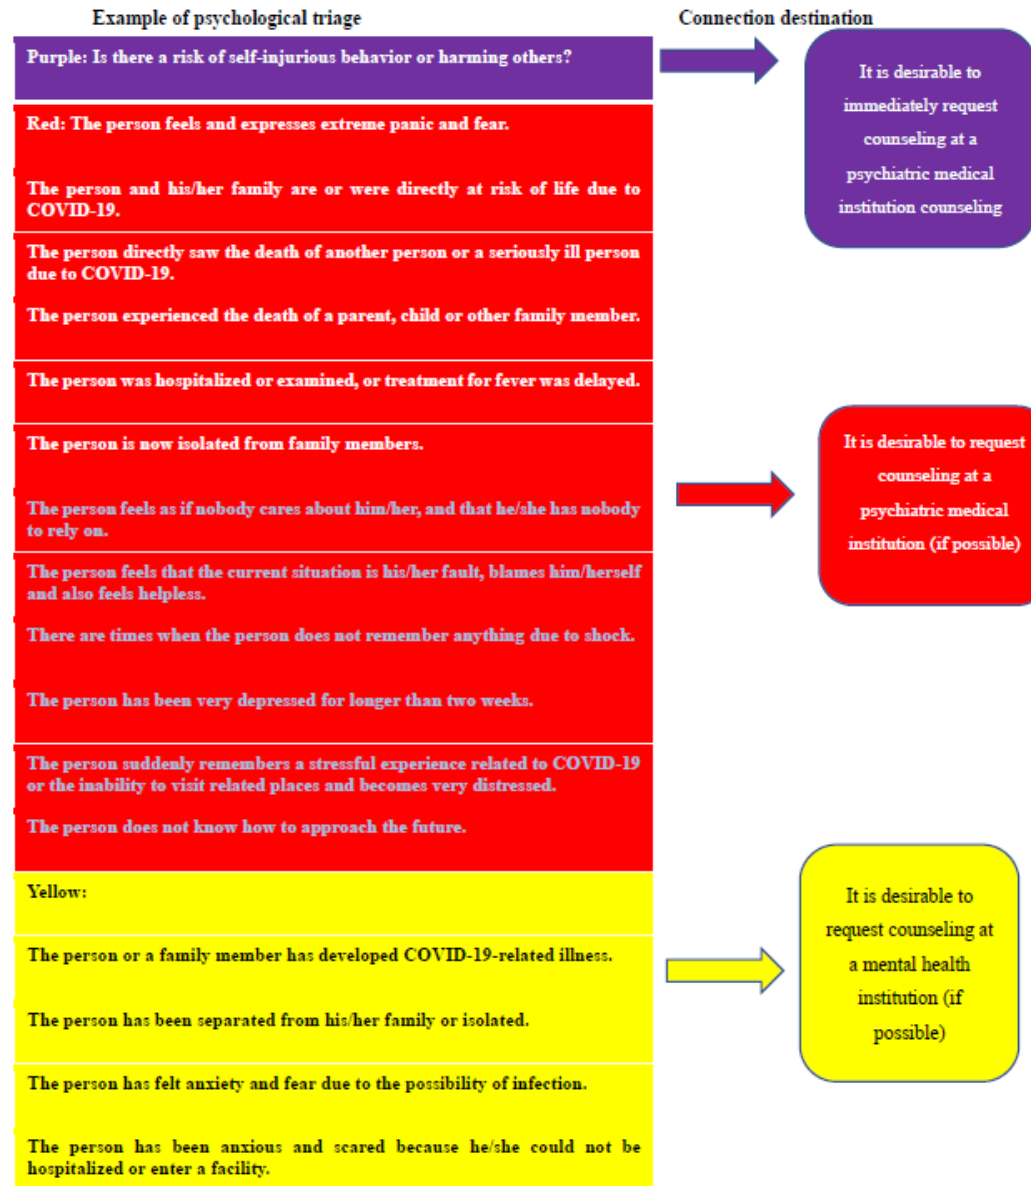 Example of psychological triage
Connection destination
Purple: Is there a risk of self-injurious behavior or harming others?
It is desirable to
immediately request
counseling at a
psychiatric medical
institution counseling
Red: The person feels and expresses extreme panic and fear.
The person and his/her family are or were directly at risk of life due to
COVID-19.
The person directly saw the death of another person or a seriously ill person
due to COVID-19.
The person experienced the death of a parent, child or other family member.
The person was hospitalized or examined, or treatment for fever was delayed.
The person is now isolated from family members.
The person feels as if nobody cares about him/her, and that he/she has nobody
to rely on.
The person feels that the current situation is his/her fault, blames him/herself
and also feels helpless.
There are times when the person does not remember anything due to shock.
The person has been very depressed for longer than two weeks.
The person suddenly remembers a stressful experience related to COVID-19
or the inability to visit related places and becomes very distressed.
The person does not know how to approach the future.
It is desirable to request
counseling at a
psychiatric medical
institution (if possible)
Yellow:
The person or a family member has developed COVID-19-related illness.
The person has been separated from his/her family or isolated.
The person has felt anxiety and fear due to the possibility of infection.
The person has been anxious and scared because he/she could not be
hospitalized or enter a facility.
It is desirable to
request counseling at
a mental health
institution (if
possible)